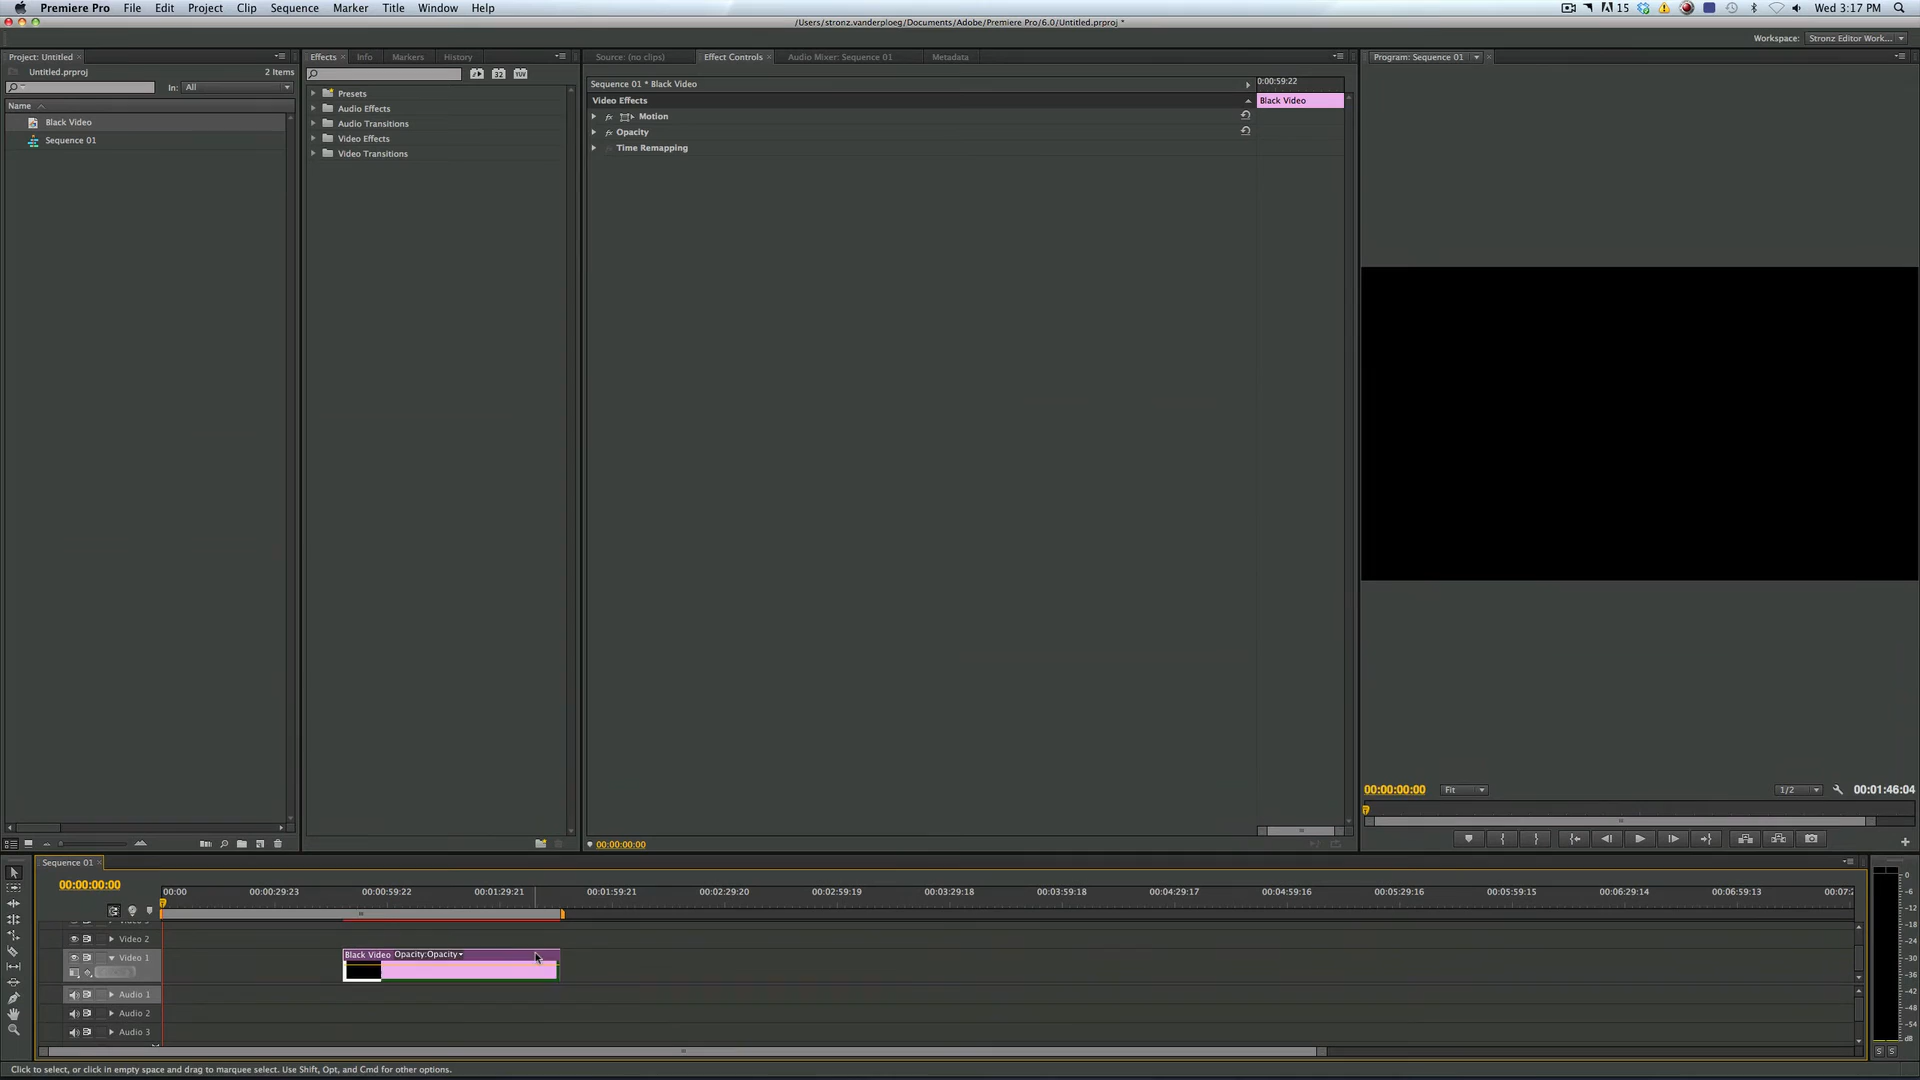 Premiere Pro File Edit Project Clip Sequence Marker Title Window Help
15 Wed 3:17 PM
/Users/stronz.vanderploeg/Documents/Adobe/Premiere Pro/6.0/Untitled.prproj *
Workspace: Stronz Editor Work...
Project: Untitled
Untitled.prproj 2 Items
In: All
Name
Black Video
Sequence 01
Effects Info Markers History
32 YUV
Presets
Audio Effects
Audio Transitions
Video Effects
Video Transitions
Source: (no clips) Effect Controls Audio Mixer: Sequence 01 Metadata
Sequence 01 * Black Video 0:00:59:22
Video Effects Black Video
fx Motion
fx Opacity
Time Remapping
00:00:00:00
Program: Sequence 01
00:00:00:00 Fit 1/2 00:01:46:04
Sequence 01
00:00:00:00 00:00 00:00:29:23 00:00:59:22 00:01:29:21 00:01:59:21 00:02:29:20 00:02:59:19 00:03:29:18 00:03:59:18 00:04:29:17 00:04:59:16 00:05:29:16 00:05:59:15 00:06:29:14 00:06:59:13 00:07:2
Video 2
Video 1 Black Video Opacity:Opacity
Audio 1
Audio 2
Audio 3
0
-6
-12
-18
-24
-30
-36
-42
-48
-54
dB
S S
Click to select, or click in empty space and drag to marquee select. Use Shift, Opt, and Cmd for other options.